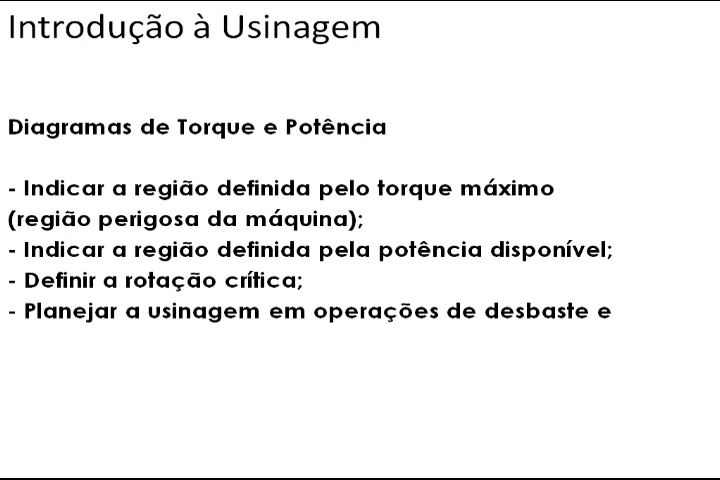 Introdução à Usinagem
Diagramas de Torque e Potência
- Indicar a região definida pelo torque máximo
(região perigosa da máquina);
- Indicar a região definida pela potência disponível;
- Definir a rotação crítica;
- Planejar a usinagem em operações de desbaste e